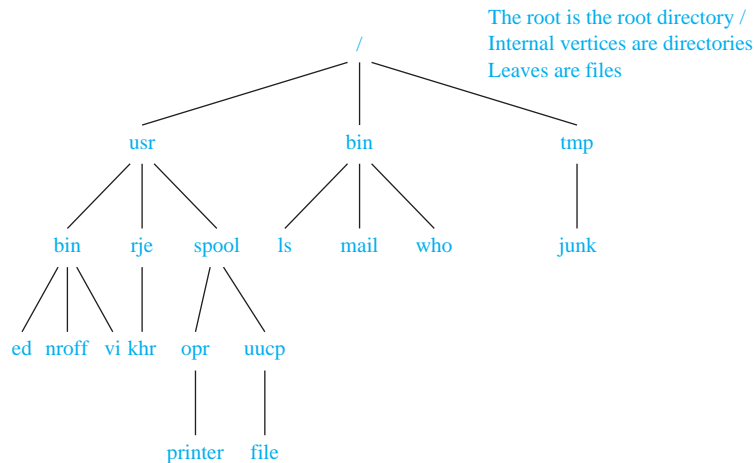 The root is the root directory /
Internal vertices are directories
Leaves are files
/
usr bin tmp
bin rje spool ls mail who junk
ed nroff vi khr opr uucp
printer file